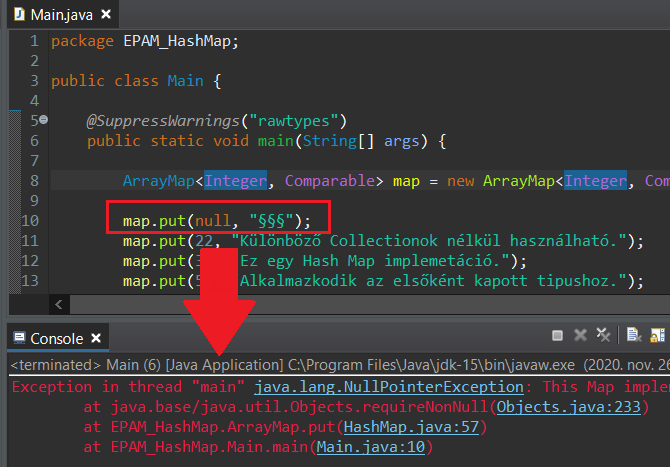 Main.java
1 package EPAM_HashMap;
2
3 public class Main {
4
5 @SuppressWarnings("rawtypes")
6 public static void main(String[] args) {
7
8 ArrayMap<Integer, Comparable> map = new ArrayMap<Integer, Com
9
10 map.put(null, "§§§");
11 map.put(22, "Különböző Collectionok nélkül használható.");
12 map.put( Ez egy Hash Map implemetáció.");
13 map.put( Alkalmazkodik az elsőként kapott tipushoz.");
Console
<terminated> Main (6) [Java Application] C:\Program Files\Java\jdk-15\bin\javaw.exe (2020. nov. 26
Exception in thread "main" java.lang.NullPointerException: This Map imple
at java.base/java.util.Objects.requireNonNull(Objects.java:233)
at EPAM_HashMap.ArrayMap.put(HashMap.java:57)
at EPAM_HashMap.Main.main(Main.java:10)